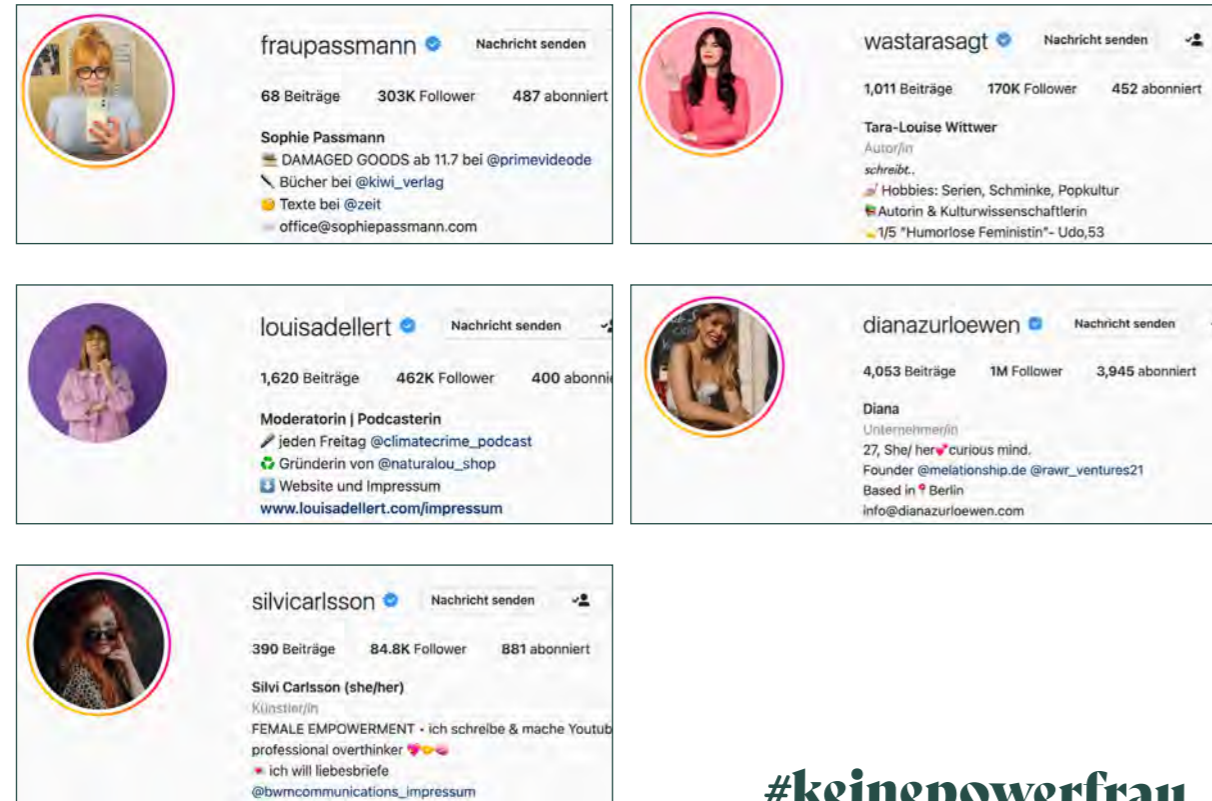 fraupassmann Nachricht senden
68 Beiträge 303K Follower 487 abonniert
Sophie Passmann
DAMAGED GOODS ab 11.7 bei @primevideode
Bücher bei @kiwi_verlag
Texte bei @zeit
office@sophiepassmann.com
wastarasagt Nachricht senden
1,011 Beiträge 170K Follower 452 abonniert
Tara-Louise Wittwer
Autor/in
schreibt..
Hobbies: Serien, Schminke, Popkultur
Autorin & Kulturwissenschaftlerin
1/5 "Humorlose Feministin"- Udo,53
louisadellert Nachricht senden
1,620 Beiträge 462K Follower 400 abonnie
Moderatorin | Podcasterin
jeden Freitag @climatecrime_podcast
Gründerin von @naturalou_shop
Website und Impressum
www.louisadellert.com/impressum
dianazurloewen Nachricht senden
4,053 Beiträge 1M Follower 3,945 abonniert
Diana
Unternehmer/in
27, She/ her💕curious mind.
Founder @melationship.de @rawr_ventures21
Based in📍Berlin
info@dianazurloewen.com
silvicarlsson Nachricht senden
390 Beiträge 84.8K Follower 881 abonniert
Silvi Carlsson (she/her)
Künstler/in
FEMALE EMPOWERMENT • ich schreibe & mache Youtub
professional overthinker
ich will liebesbriefe
@bwmcommunications_impressum
#keinepowerfrau